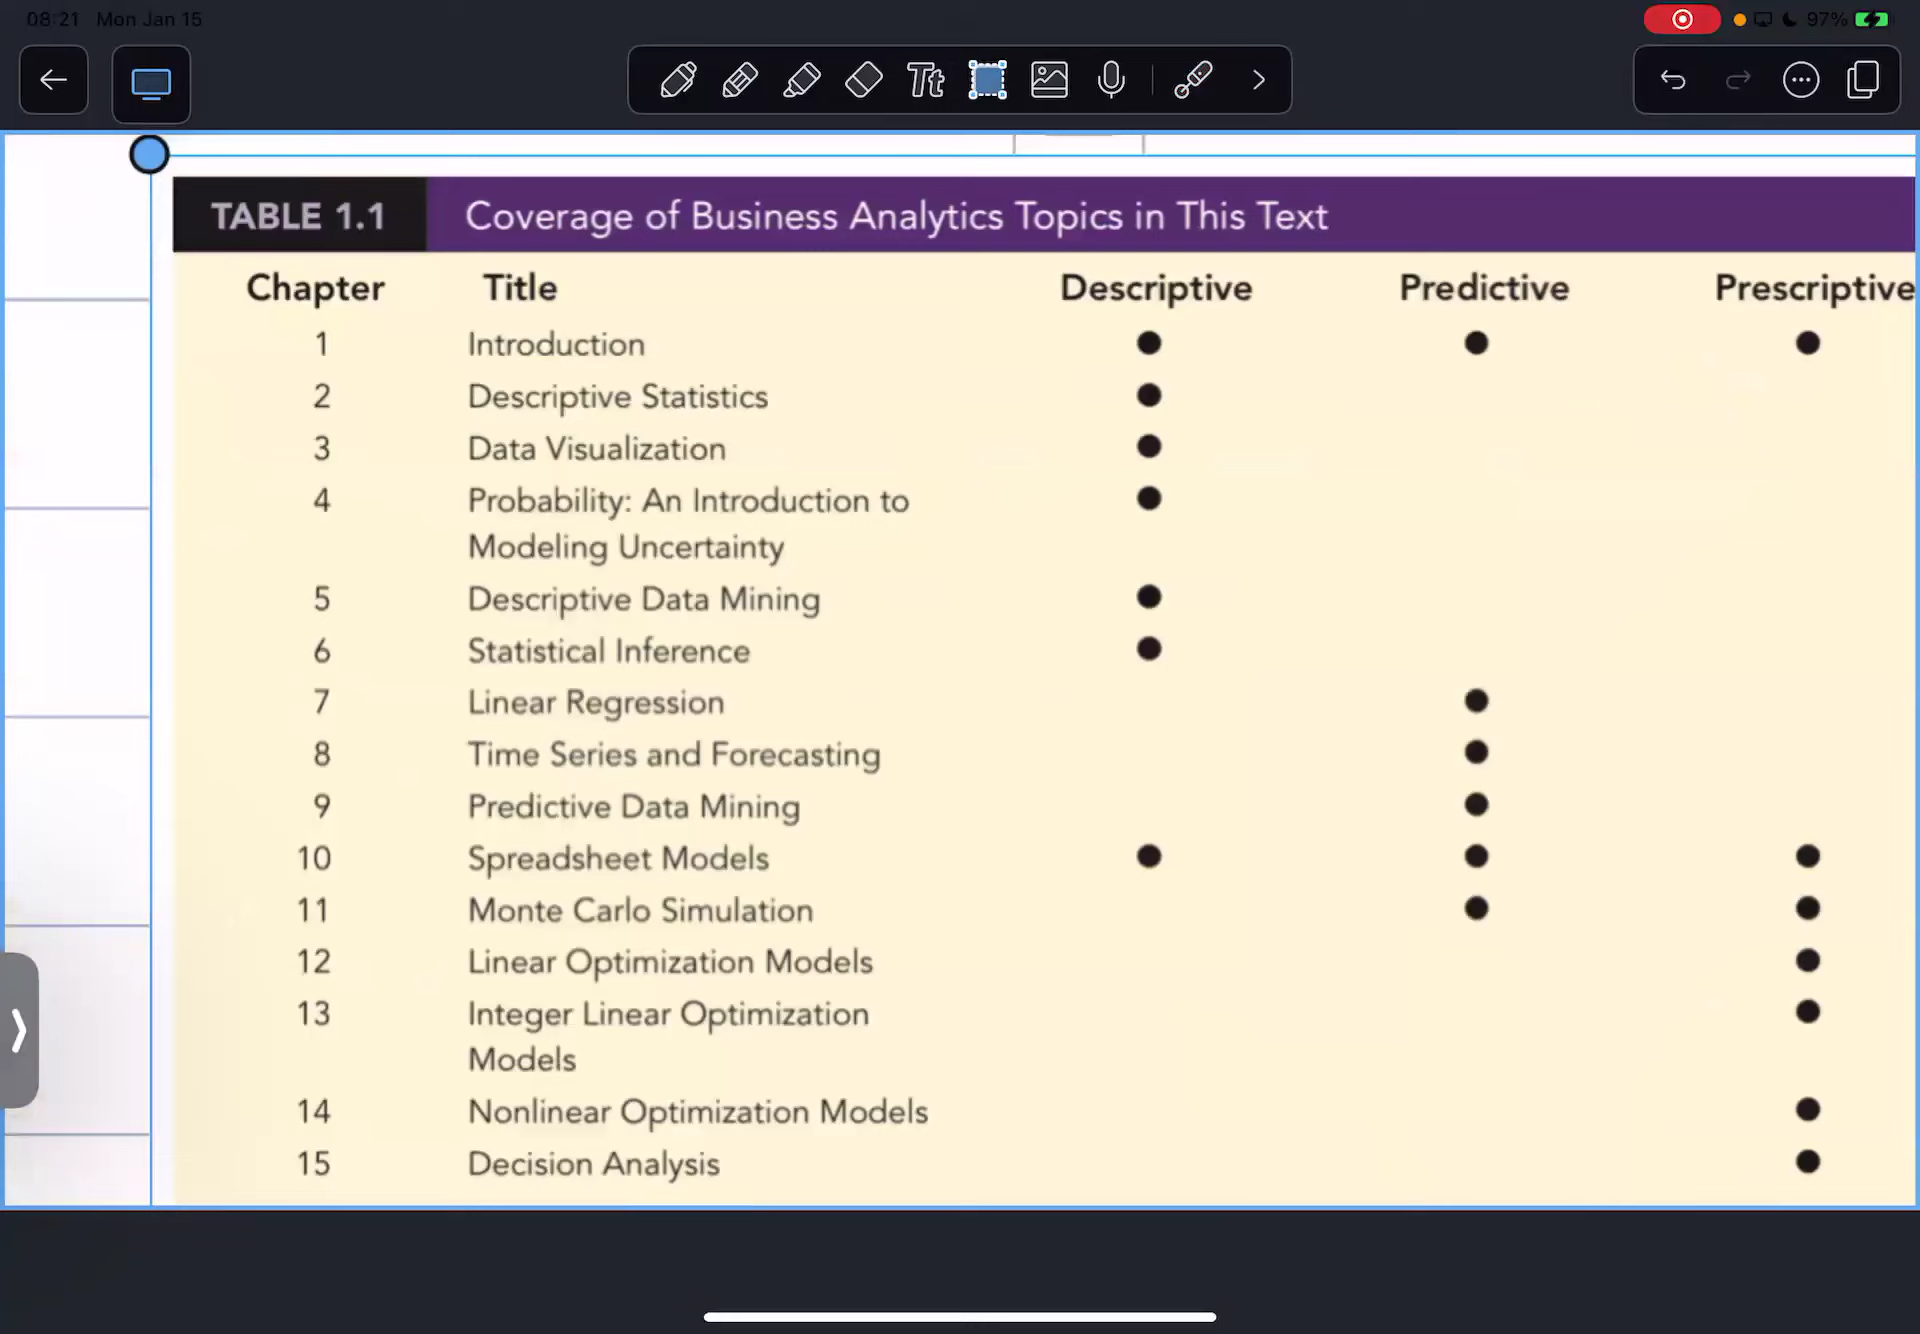 08:21 Mon Jan 15
97%
Tt
TABLE 1.1 Coverage of Business Analytics Topics in This Text
Chapter Title Descriptive Predictive Prescriptive
1 Introduction ● ● ●
2 Descriptive Statistics ●
3 Data Visualization ●
4 Probability: An Introduction to ●
Modeling Uncertainty
5 Descriptive Data Mining ●
6 Statistical Inference ●
7 Linear Regression ●
8 Time Series and Forecasting ●
9 Predictive Data Mining ●
10 Spreadsheet Models ● ● ●
11 Monte Carlo Simulation ● ●
12 Linear Optimization Models ●
13 Integer Linear Optimization ●
Models
14 Nonlinear Optimization Models ●
15 Decision Analysis ●